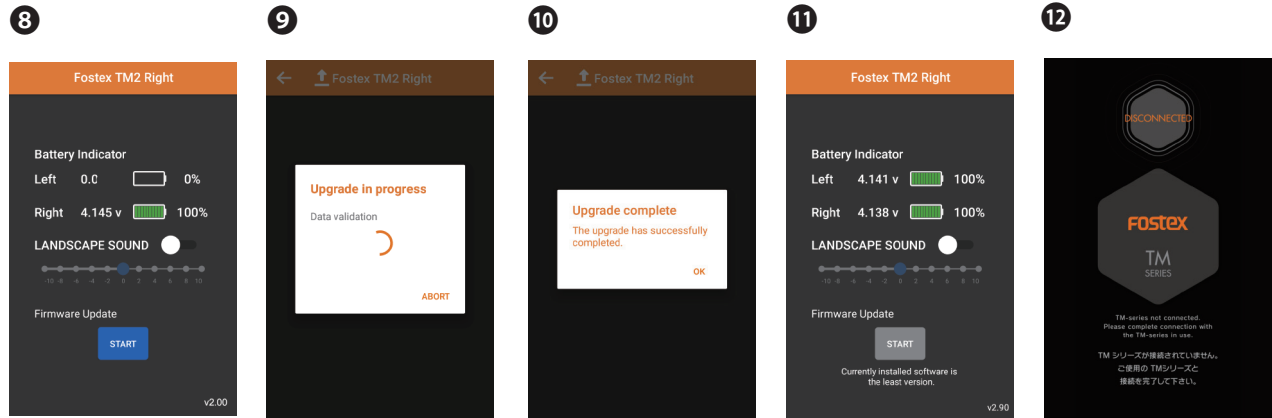 8
9
10
11
12
Fostex TM2 Right
Battery Indicator
Left 0.0 0%
Right 4.145 v 100%
LANDSCAPE SOUND
-10 -8 -6 -4 -2 0 2 4 6 8 10
Firmware Update
START
v2.00
Fostex TM2 Right
Upgrade in progress
Data validation
ABORT
Fostex TM2 Right
Upgrade complete
The upgrade has successfully
completed.
OK
Fostex TM2 Right
Battery Indicator
Left 4.141 v 100%
Right 4.138 v 100%
LANDSCAPE SOUND
-10 -8 -6 -4 -2 0 2 4 6 8 10
Firmware Update
START
Currently installed software is
the least version.
v2.90
DISCONNECTED
FOSTEX
TM
SERIES
TM-series not connected.
Please complete connection with
the TM-series in use.
TM シリーズが接続されていません。
ご使用の TMシリーズと
接続を完了して下さい。